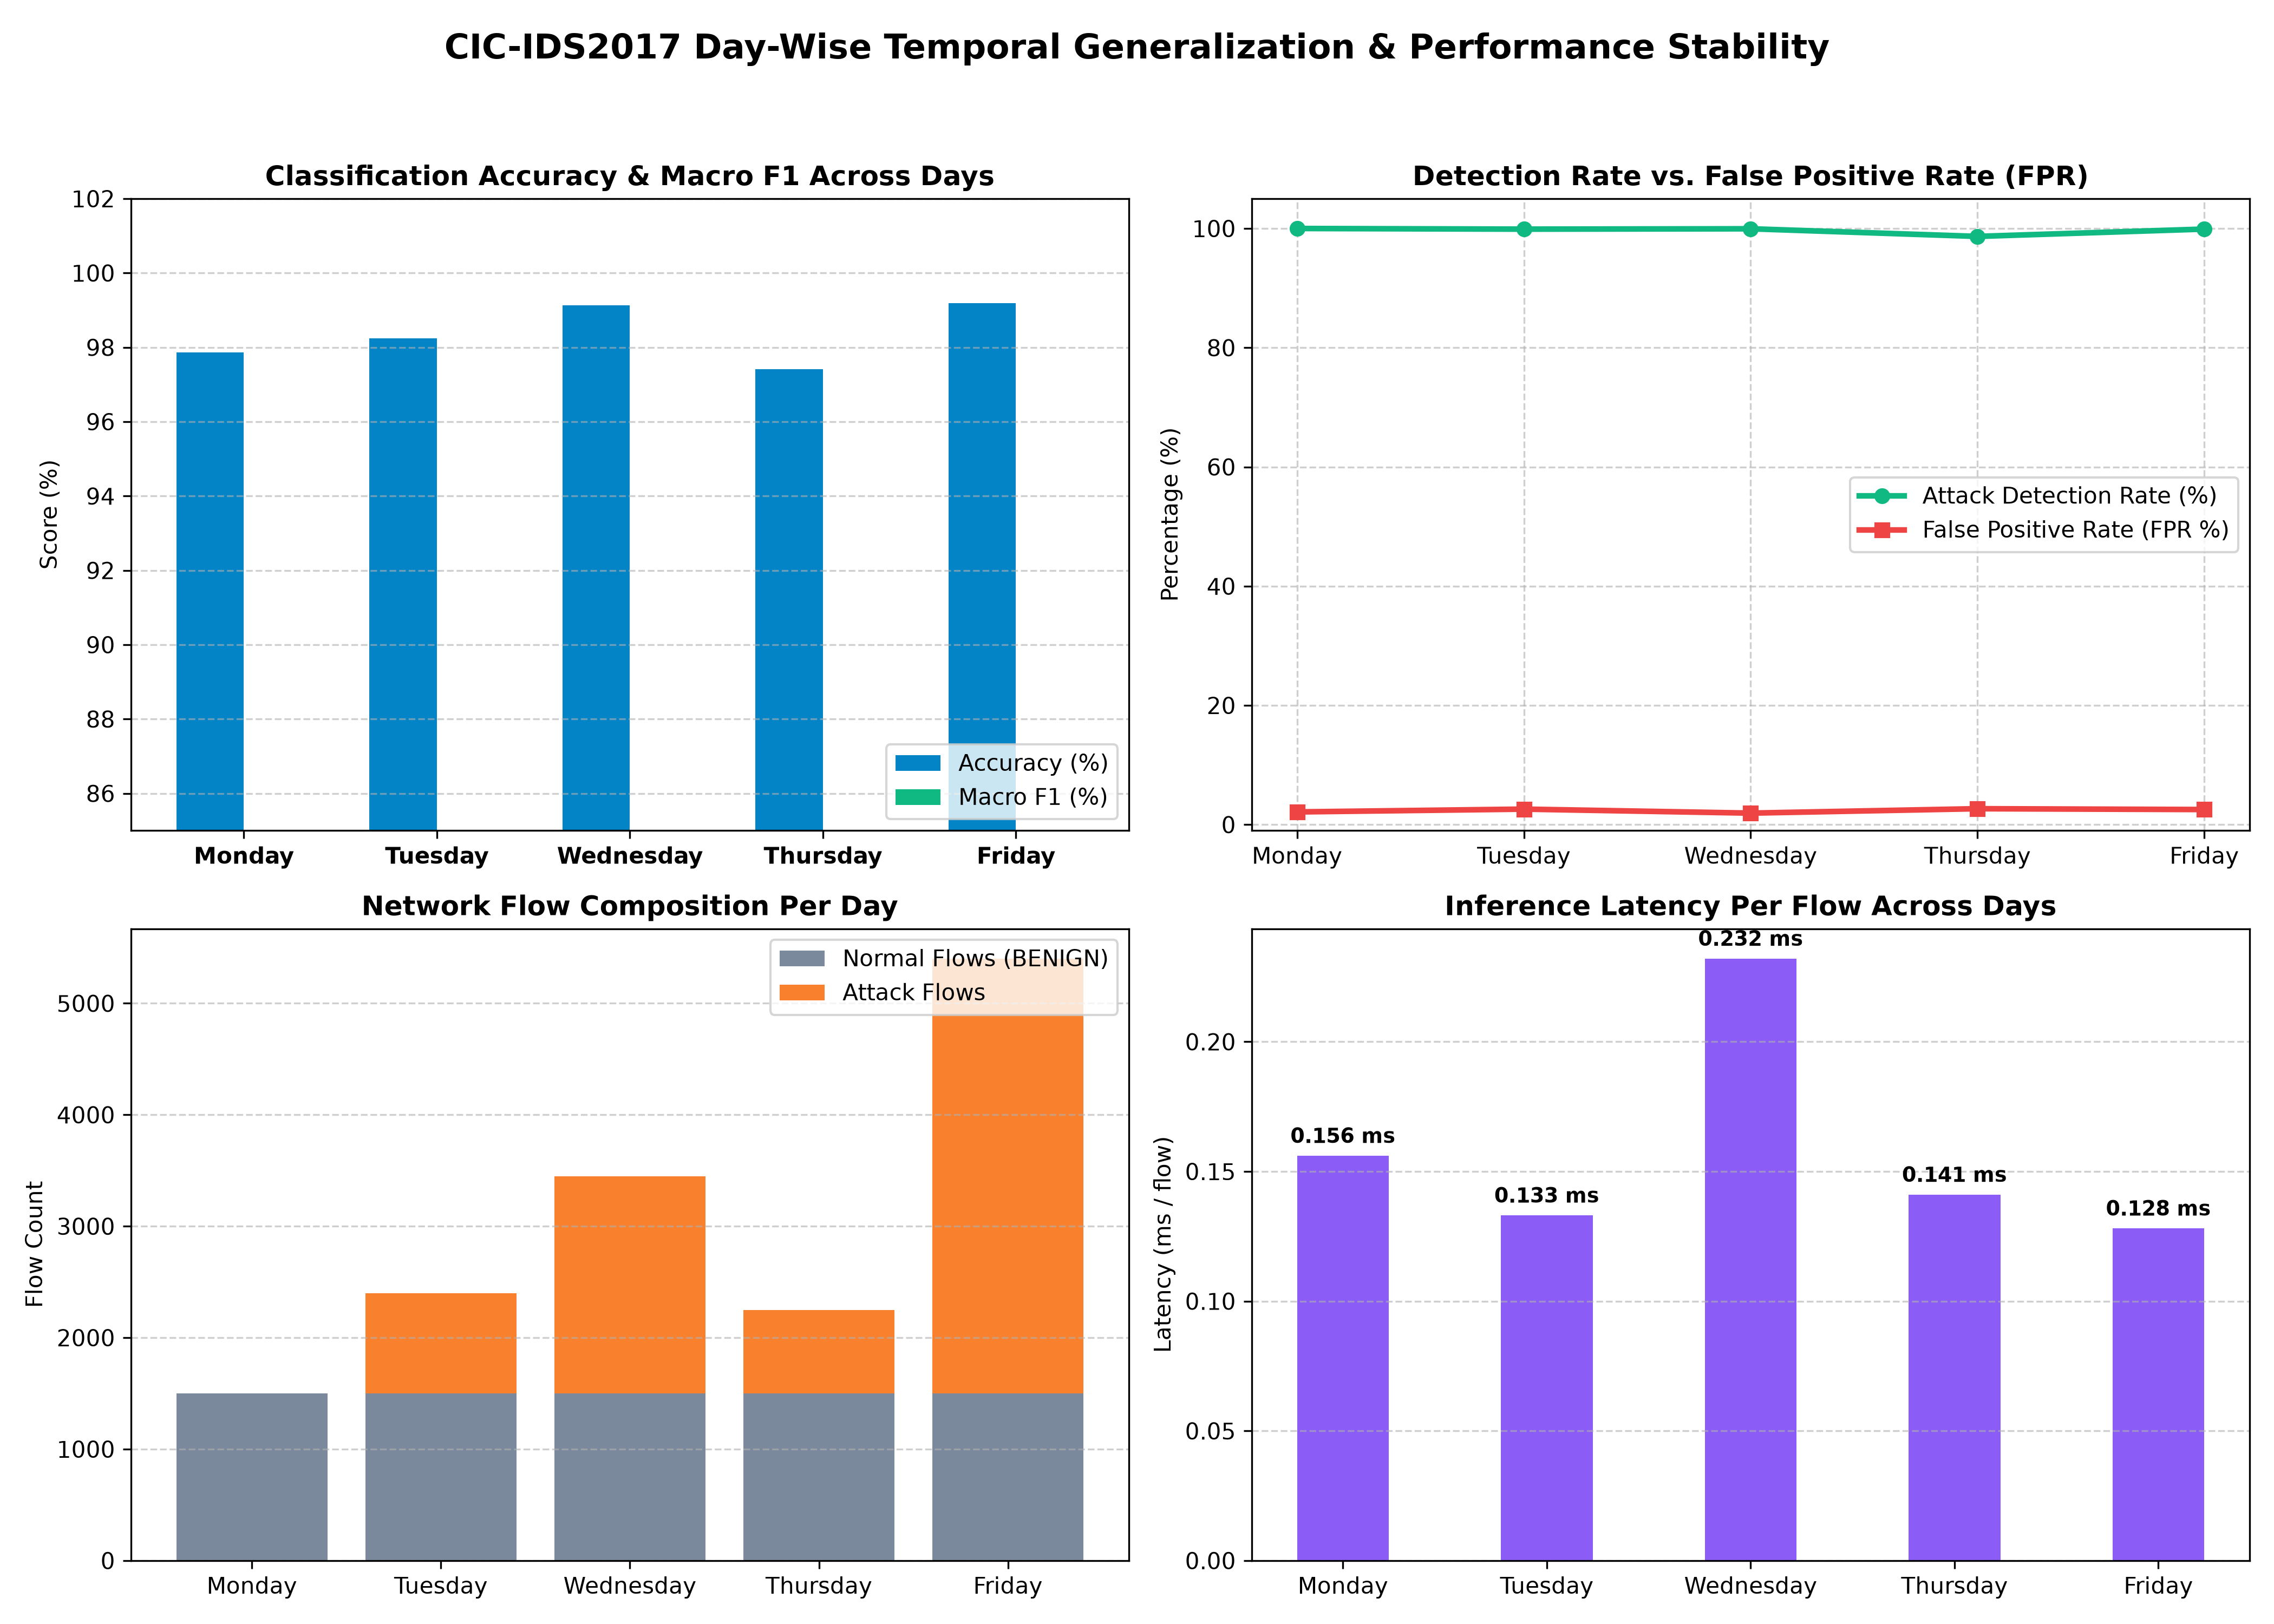 CIC-IDS2017 Day-Wise Temporal Generalization & Performance Stability
Classification Accuracy & Macro F1 Across Days
Score (%)
102
100
98
96
94
92
90
88
86
Accuracy (%)
Macro F1 (%)
Monday Tuesday Wednesday Thursday Friday
Detection Rate vs. False Positive Rate (FPR)
Percentage (%)
100
80
60
40
20
0
Attack Detection Rate (%)
False Positive Rate (FPR %)
Monday Tuesday Wednesday Thursday Friday
Network Flow Composition Per Day
Flow Count
5000
4000
3000
2000
1000
0
Normal Flows (BENIGN)
Attack Flows
Monday Tuesday Wednesday Thursday Friday
Inference Latency Per Flow Across Days
Latency (ms / flow)
0.20
0.15
0.10
0.05
0.00
0.156 ms
0.133 ms
0.232 ms
0.141 ms
0.128 ms
Monday Tuesday Wednesday Thursday Friday